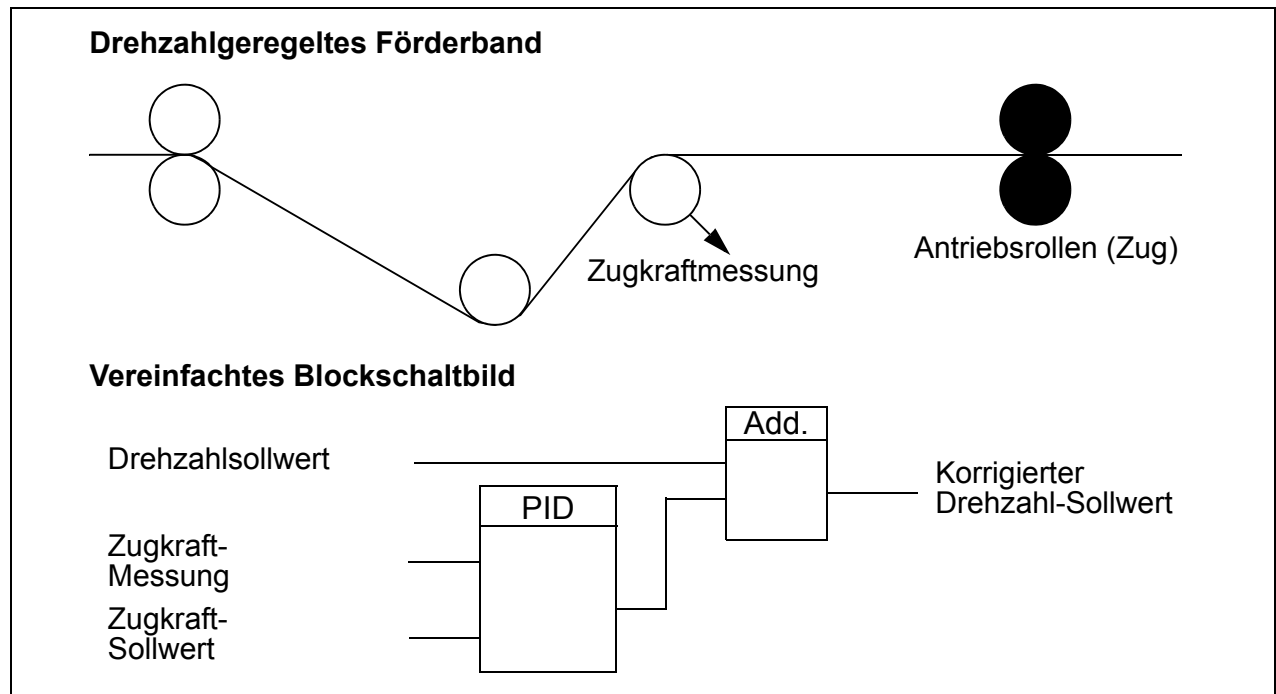 Drehzahlgeregeltes Förderband
Antriebsrollen (Zug)
Zugkraftmessung
Vereinfachtes Blockschaltbild
Add.
Drehzahlsollwert
Korrigierter
Drehzahl-Sollwert
PID
Zugkraft-
Messung
Zugkraft-
Sollwert